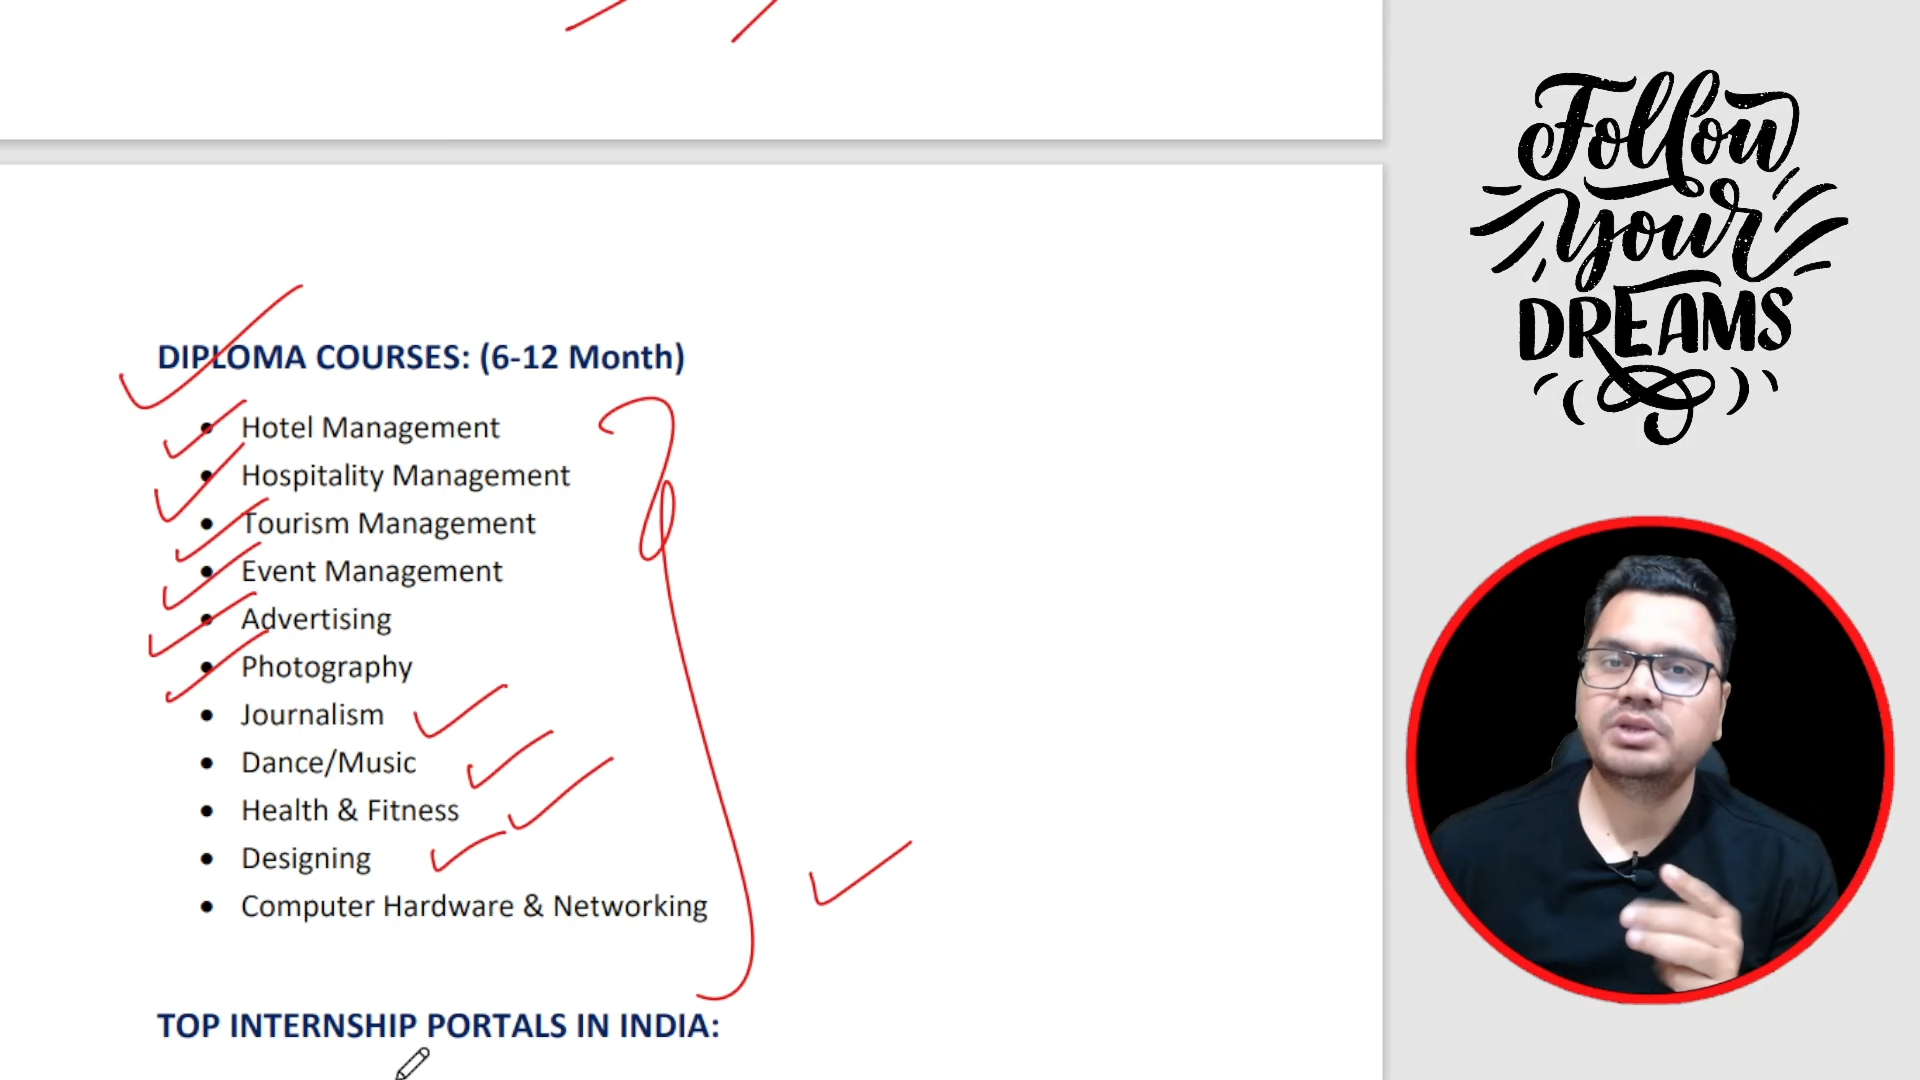 DIPLOMA COURSES: (6-12 Month)
• Hotel Management
• Hospitality Management
• Tourism Management
• Event Management
• Advertising
• Photography
• Journalism
• Dance/Music
• Health & Fitness
• Designing
• Computer Hardware & Networking
TOP INTERNSHIP PORTALS IN INDIA:
Follow
Your
DREAMS